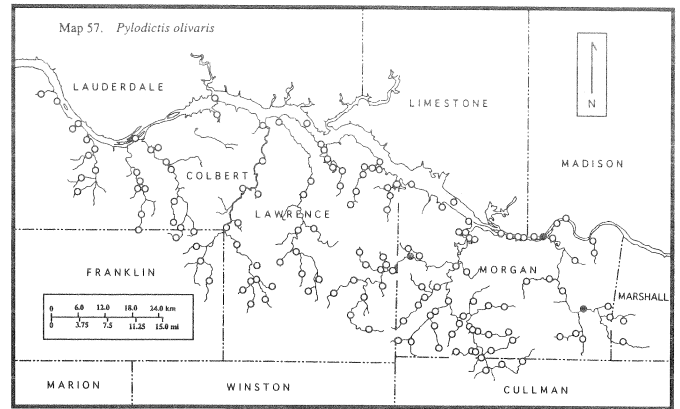 Map 57. Pylodictis olivaris
LAUDERDALE
LIMESTONE
N
MADISON
COLBERT
LAWRENCE
FRANKLIN
MORGAN
MARSHALL
0 6.0 12.0 18.0 24.0 km
0 3.75 7.5 11.25 15.0 mi
MARION
WINSTON
CULLMAN